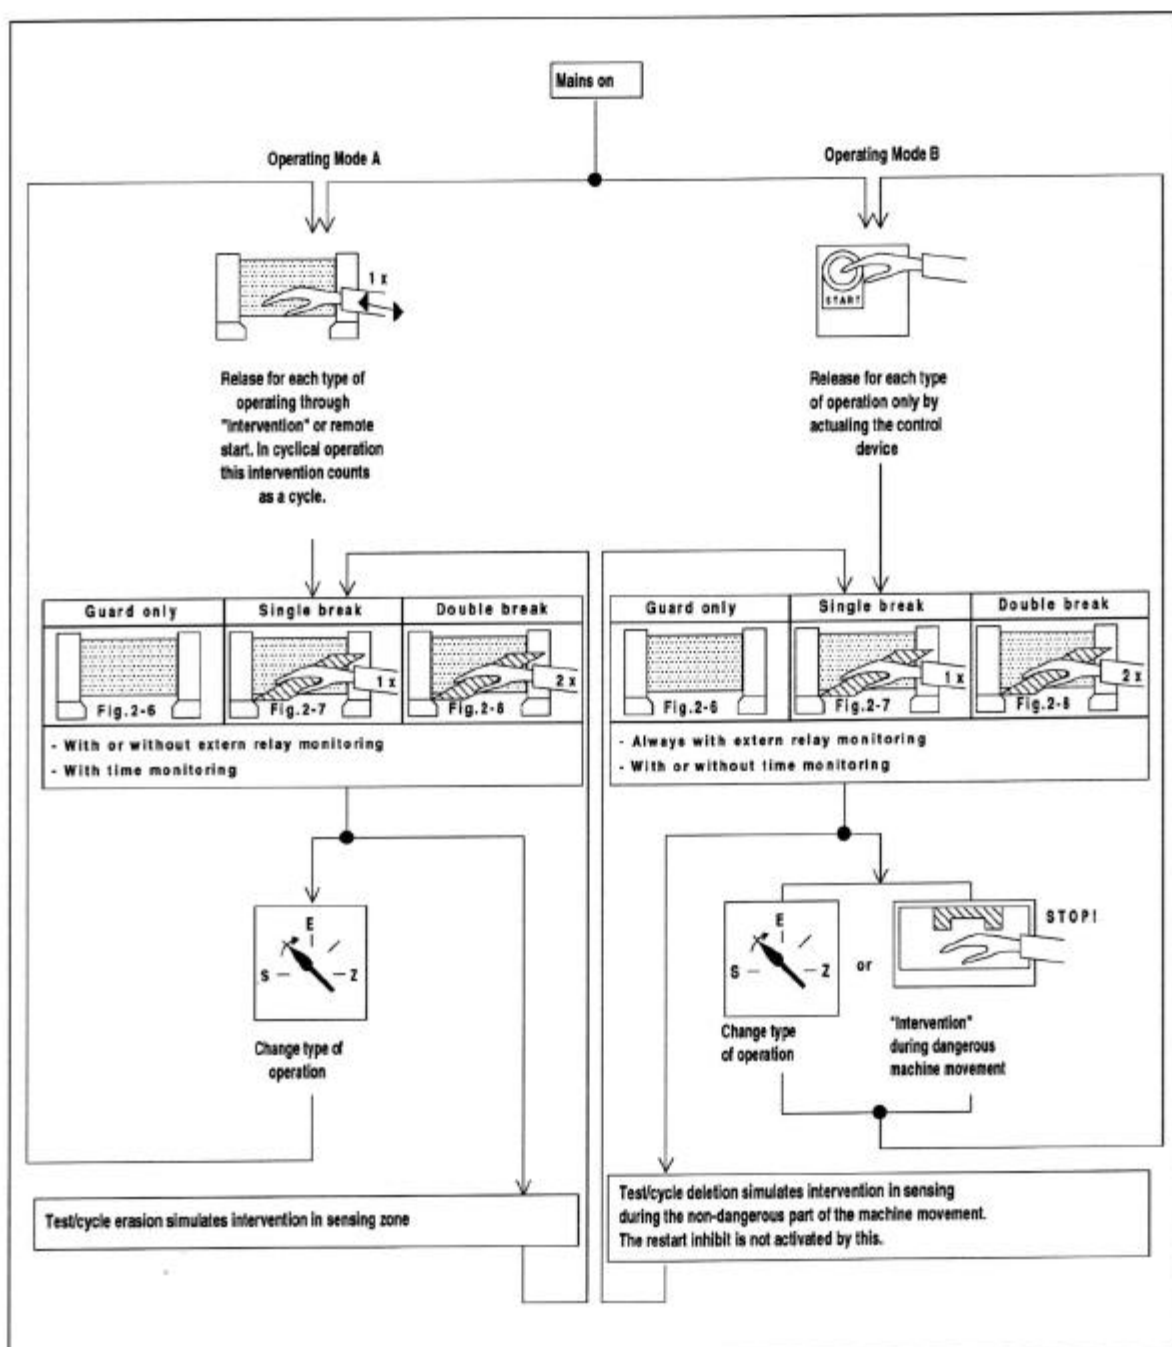 Mains on
Operating Mode A
Operating Mode B
1 x
START
Relase for each type of
operating through
"Intervention" or remote
start. In cyclical operation
this intervention counts
as a cycle.
Release for each type
of operation only by
actualing the control
device
Guard only
Single break
Double break
1 x
2 x
Fig.2-6
Fig.2-7
Fig.2-8
- With or without extern relay monitoring
- With time monitoring
Guard only
Single break
Double break
1 x
2 x
Fig.2-6
Fig.2-7
Fig.2-8
- Always with extern relay monitoring
- With or without time monitoring
E
S
Z
Change type of
operation
E
S
Z
or
STOP!
Change type
of operation
"Intervention"
during dangerous
machine movement
Test/cycle erasion simulates intervention in sensing zone
Test/cycle deletion simulates intervention in sensing
during the non-dangerous part of the machine movement.
The restart inhibit is not activated by this.